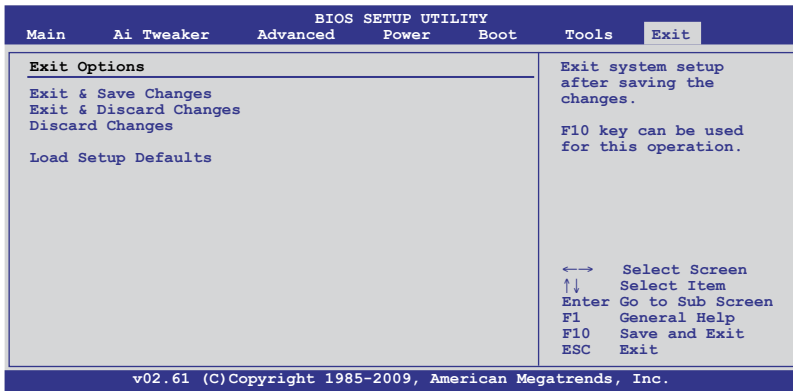 BIOS SETUP UTILITY
Main Ai Tweaker Advanced Power Boot Tools Exit
Exit Options
Exit & Save Changes
Exit & Discard Changes
Discard Changes
Load Setup Defaults
Exit system setup
after saving the
changes.
F10 key can be used
for this operation.
←→ Select Screen
↑↓ Select Item
Enter Go to Sub Screen
F1 General Help
F10 Save and Exit
ESC Exit
v02.61 (C)Copyright 1985-2009, American Megatrends, Inc.